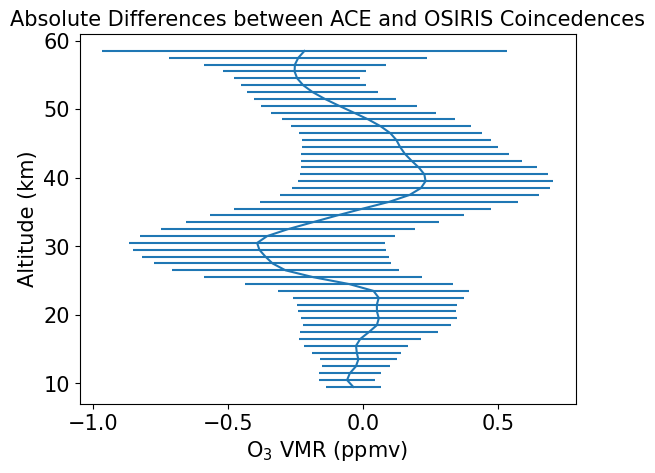 Absolute Differences between ACE and OSIRIS Coincedences
60
50
40
30
20
10
Altitude (km)
−1.0 −0.5 0.0 0.5
O₃ VMR (ppmv)